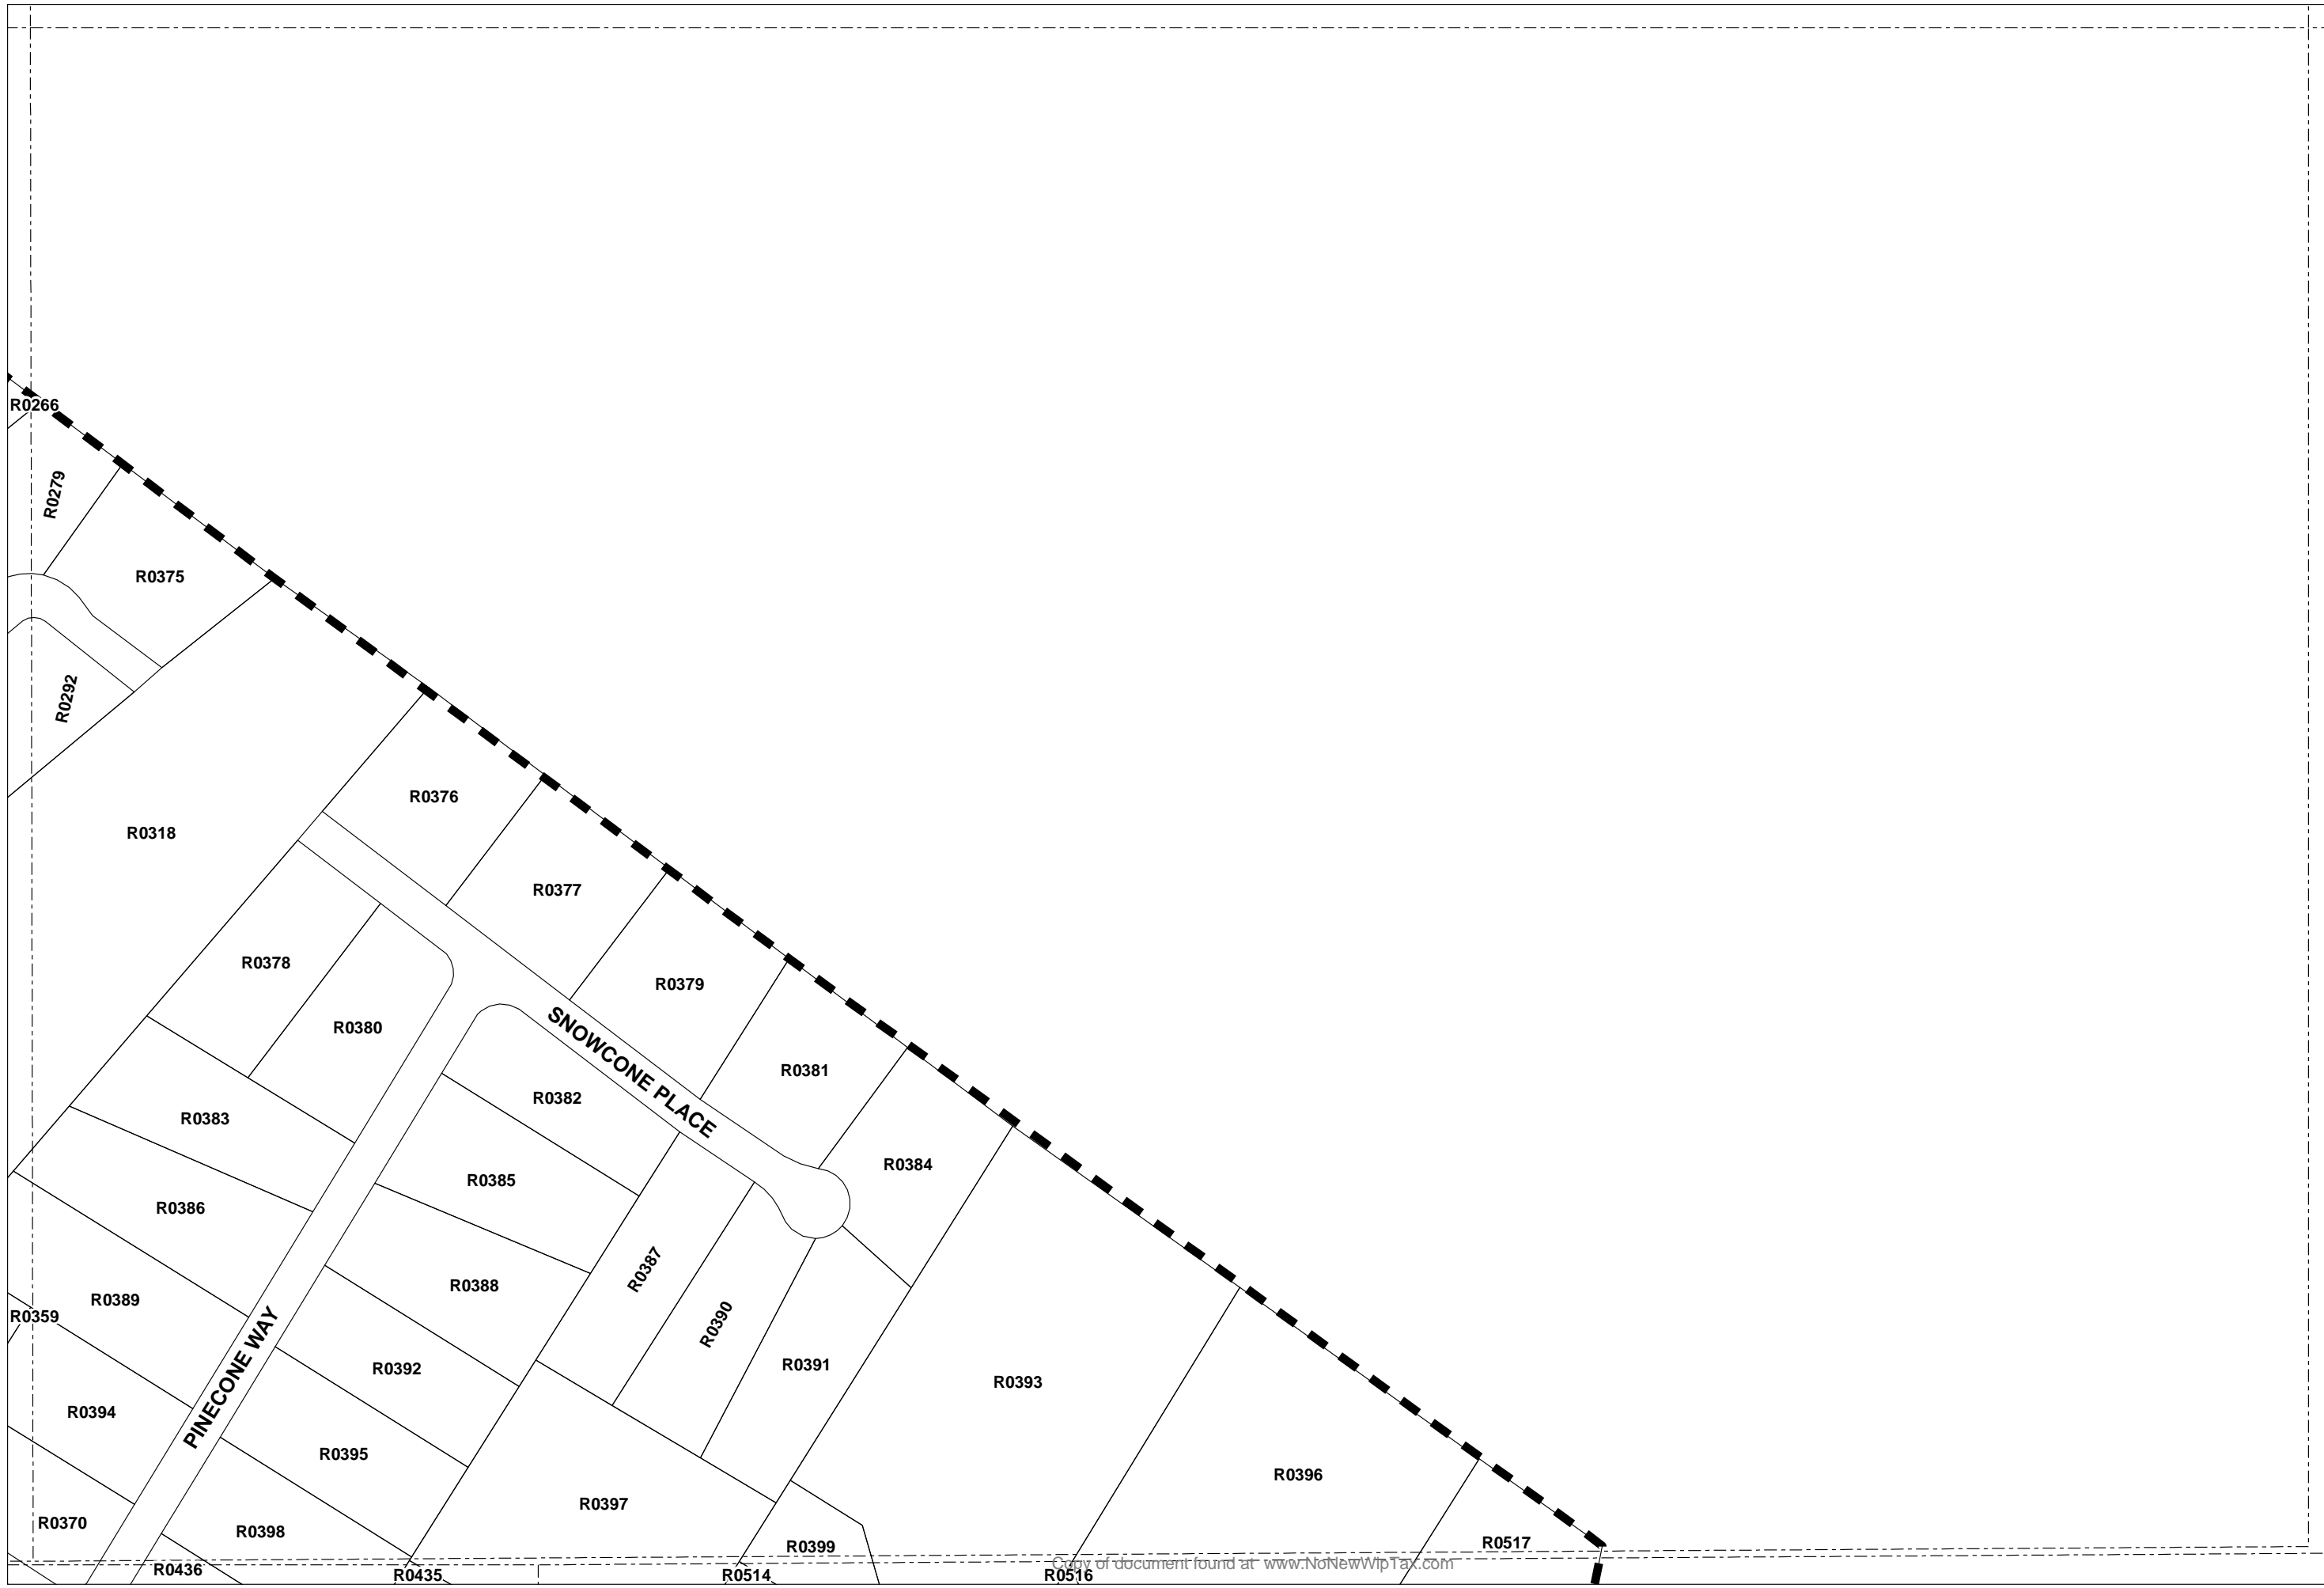 R0266
R0279
R0375
R0292
R0376
R0318
R0377
R0378
R0379
R0380
SNOWCONE PLACE
R0381
R0382
R0383
R0384
R0385
R0386
R0387
R0388
R0389
R0359
R0390
PINECONE WAY
R0391
R0392
R0393
R0394
R0395
R0396
R0397
R0370
R0398
R0399
R0517
R0436
R0435
R0514
R0516
Copy of document found at www.NoNewWipTax.com